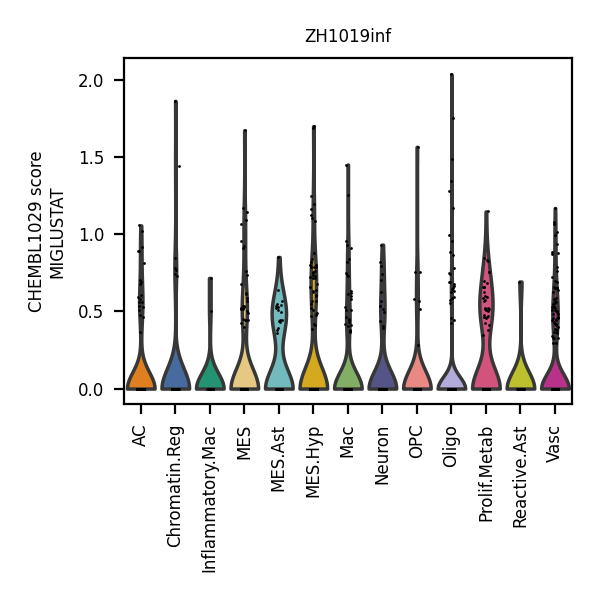 ZH1019inf
CHEMBL1029 score
MIGLUSTAT
2.0
1.5
1.0
0.5
0.0
AC
Chromatin.Reg
Inflammatory.Mac
MES
MES.Ast
MES.Hyp
Mac
Neuron
OPC
Oligo
Prolif.Metab
Reactive.Ast
Vasc